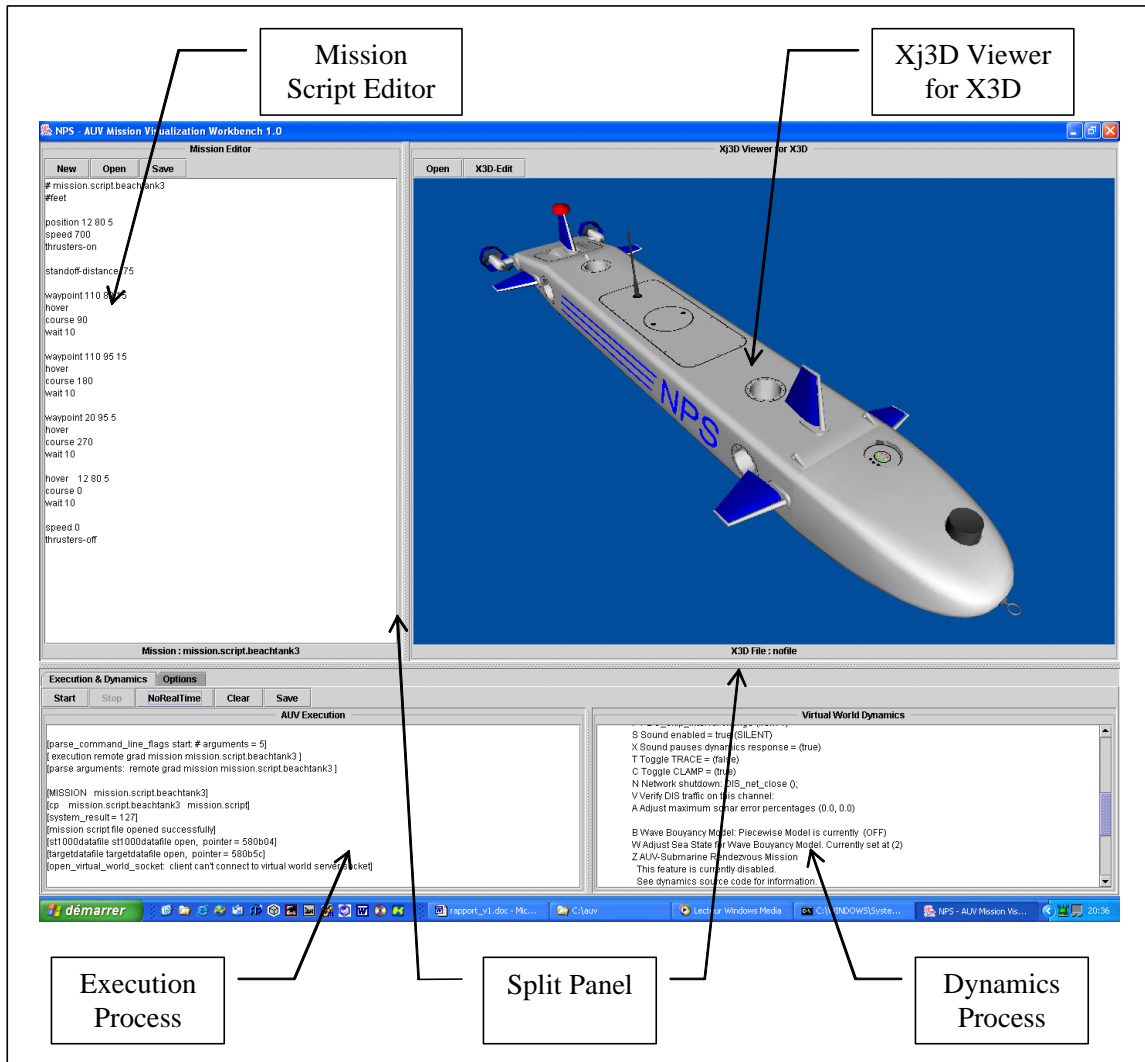 Mission
Script Editor
Xj3D Viewer
for X3D
NPS - AUV Mission Visualization Workbench 1.0
Mission Editor
New Open Save
# mission.script.beachtank3
#feet
position 12 80 5
speed 700
thrusters-on
standoff-distance .75
waypoint 110 80 15
hover
course 90
wait 10
waypoint 110 95 15
hover
course 180
wait 10
waypoint 20 95 5
hover
course 270
wait 10
hover 12 80 5
course 0
wait 10
speed 0
thrusters-off
Mission : mission.script.beachtank3
Xj3D Viewer for X3D
Open X3D-Edit
NPS
X3D File : nofile
Execution & Dynamics Options
Start Stop NoRealTime Clear Save
AUV Execution
[parse_command_line_flags start: # arguments = 5]
[ execution remote grad mission mission.script.beachtank3 ]
[parse arguments: remote grad mission mission.script.beachtank3 ]
[MISSION mission.script.beachtank3]
[cp mission.script.beachtank3 mission.script]
[system_result = 127]
[mission script file opened successfully]
[st1000datafile st1000datafile open, pointer = 580b04]
[targetdatafile targetdatafile open, pointer = 580b5c]
[open_virtual_world_socket: client can't connect to virtual world server socket]
Virtual World Dynamics
S Sound enabled = true (SILENT)
X Sound pauses dynamics response = (true)
T Toggle TRACE = (false)
C Toggle CLAMP = (true)
N Network shutdown: DIS_net_close ();
V Verify DIS traffic on this channel:
A Adjust maximum sonar error percentages (0.0, 0.0)
B Wave Bouyancy Model: Piecewise Model is currently (OFF)
W Adjust Sea State for Wave Bouyancy Model. Currently set at (2)
Z AUV-Submarine Rendezvous Mission
This feature is currently disabled.
See dynamics source code for information.
démarrer rapport_v1.doc - Mic... C:\auv Lecteur Windows Media C:\WINDOWS\Syste... NPS - AUV Mission Vis... 20:36
Execution
Process
Split Panel
Dynamics
Process